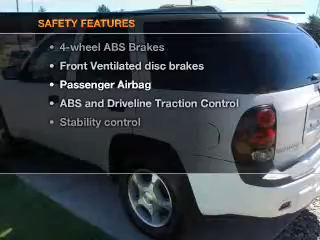 SAFETY FEATURES
• 4-wheel ABS Brakes
• Front Ventilated disc brakes
• Passenger Airbag
• ABS and Driveline Traction Control
• Stability control